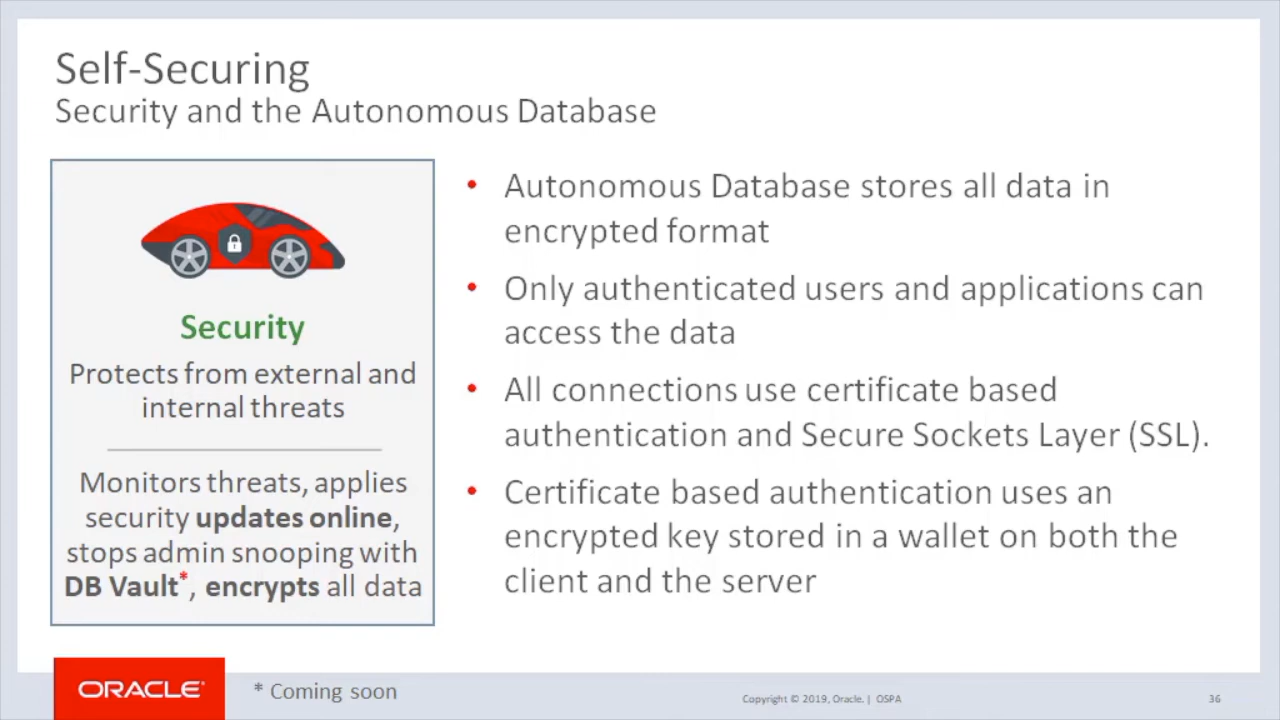 Self-Securing
Security and the Autonomous Database
Security
Protects from external and
internal threats
Monitors threats, applies
security updates online,
stops admin snooping with
DB Vault*, encrypts all data
• Autonomous Database stores all data in
encrypted format
• Only authenticated users and applications can
access the data
• All connections use certificate based
authentication and Secure Sockets Layer (SSL).
• Certificate based authentication uses an
encrypted key stored in a wallet on both the
client and the server
ORACLE®
* Coming soon
Copyright © 2019, Oracle. | OSPA
36